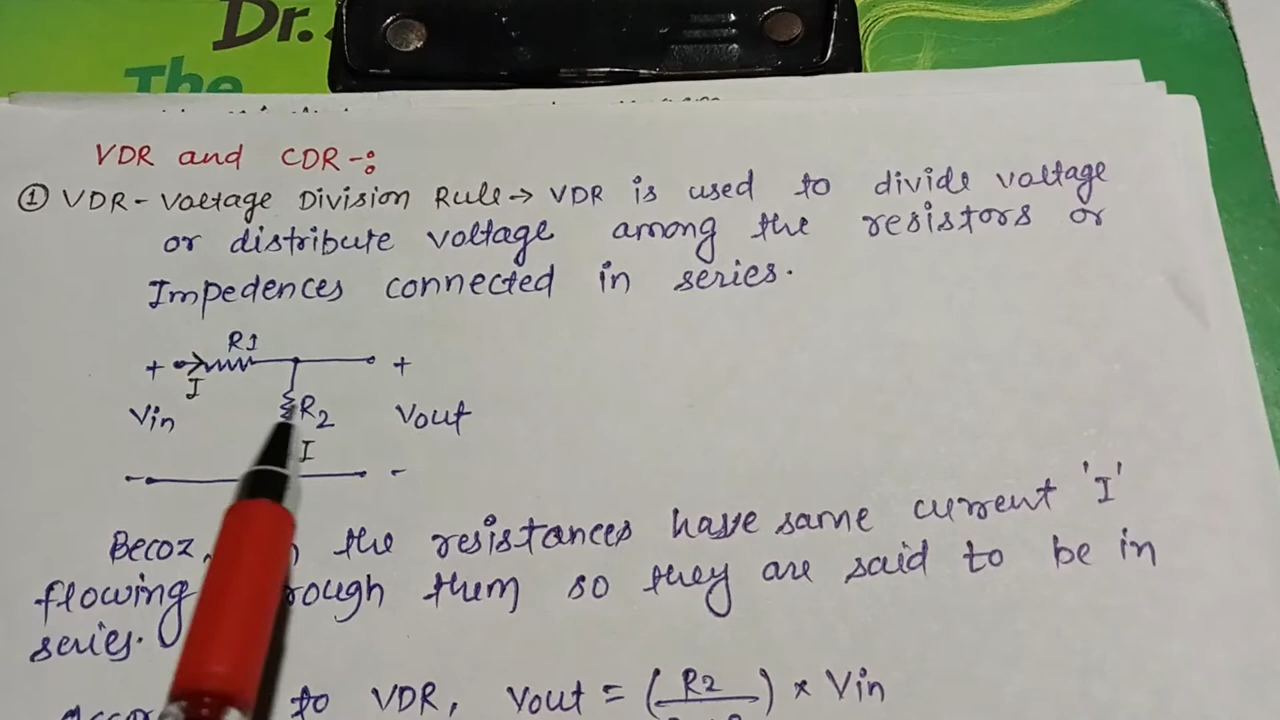 Dr.
The
VDR and CDR-:
① VDR - Voltage Division Rule → VDR is used to divide voltage
or distribute voltage among the resistors or
Impedences connected in series.
R1
+ +
I
Vin R2 Vout
I
- -
Becoz, the resistances have same current 'I'
flowing rough them so they are said to be in
series.
to VDR, Vout = (R2/) × Vin